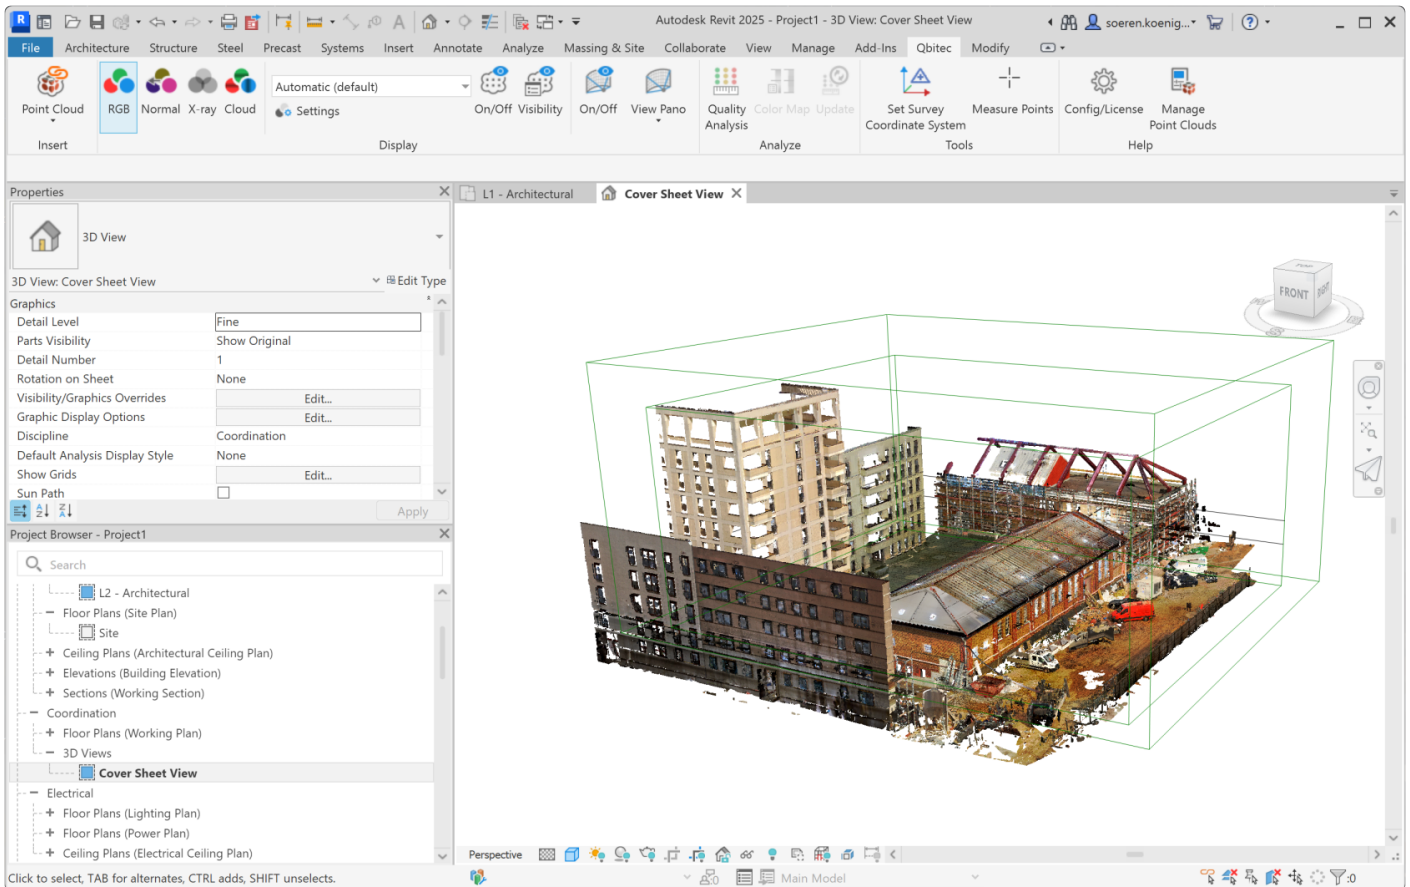 R
Autodesk Revit 2025 - Project1 - 3D View: Cover Sheet View
soeren.koenig...
File Architecture Structure Steel Precast Systems Insert Annotate Analyze Massing & Site Collaborate View Manage Add-Ins Qbitec Modify
Point Cloud
RGB Normal X-ray Cloud
Automatic (default)
Settings
On/Off Visibility
On/Off View Pano
Quality Analysis
Color Map Update
Set Survey Coordinate System
Measure Points
Config/License
Manage Point Clouds
Insert Display Analyze Tools Help
Properties
3D View
3D View: Cover Sheet View
Edit Type
Graphics
Detail Level Fine
Parts Visibility Show Original
Detail Number 1
Rotation on Sheet None
Visibility/Graphics Overrides Edit...
Graphic Display Options Edit...
Discipline Coordination
Default Analysis Display Style None
Show Grids Edit...
Sun Path
Apply
Project Browser - Project1
Search
L2 - Architectural
Floor Plans (Site Plan)
Site
Ceiling Plans (Architectural Ceiling Plan)
Elevations (Building Elevation)
Sections (Working Section)
Coordination
Floor Plans (Working Plan)
3D Views
Cover Sheet View
Electrical
Floor Plans (Lighting Plan)
Floor Plans (Power Plan)
Ceiling Plans (Electrical Ceiling Plan)
L1 - Architectural
Cover Sheet View
TOP
FRONT
RIGHT
Perspective
Click to select, TAB for alternates, CTRL adds, SHIFT unselects.
Main Model
:0